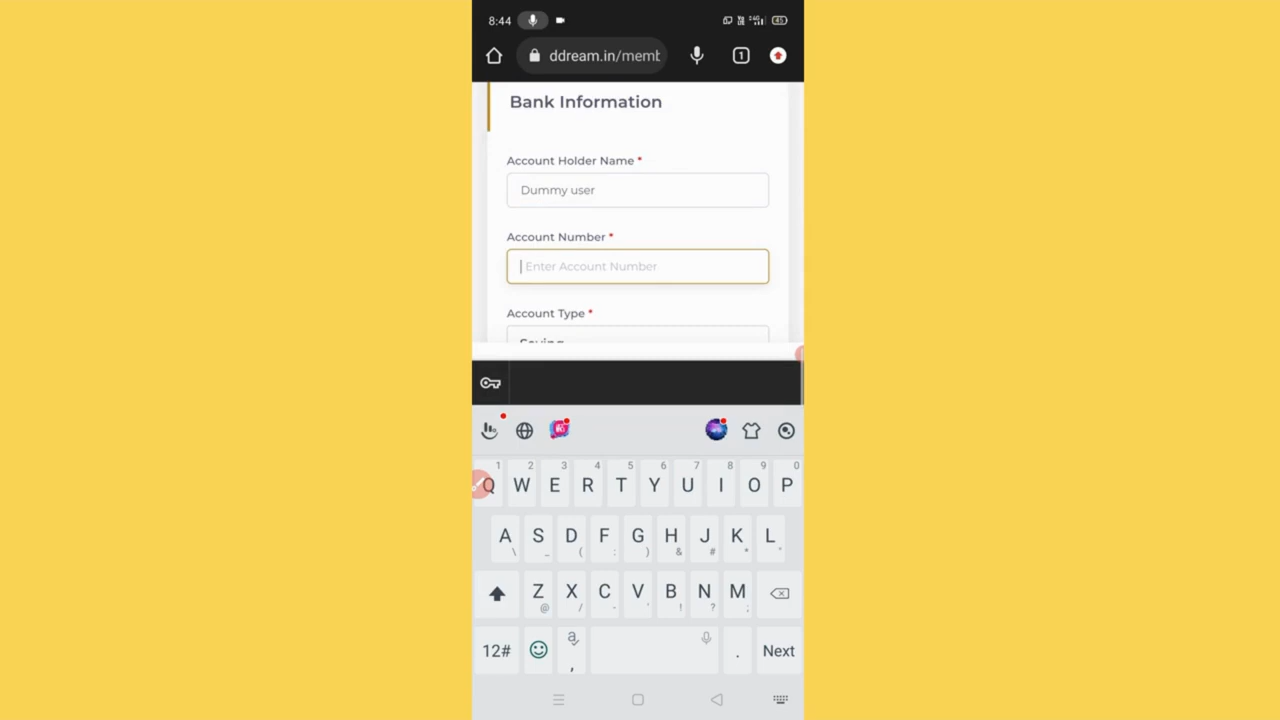 8:44
ddream.in/memb
1
Bank Information
Account Holder Name *
Dummy user
Account Number *
Enter Account Number
Account Type *
Saving
1 2 3 4 5 6 7 8 9 0
Q W E R T Y U I O P
A S D F G H J K L
\ _ ( : ) & # * "
Z X C V B N M
@ / - ' ! ? ;
12# a , . Next